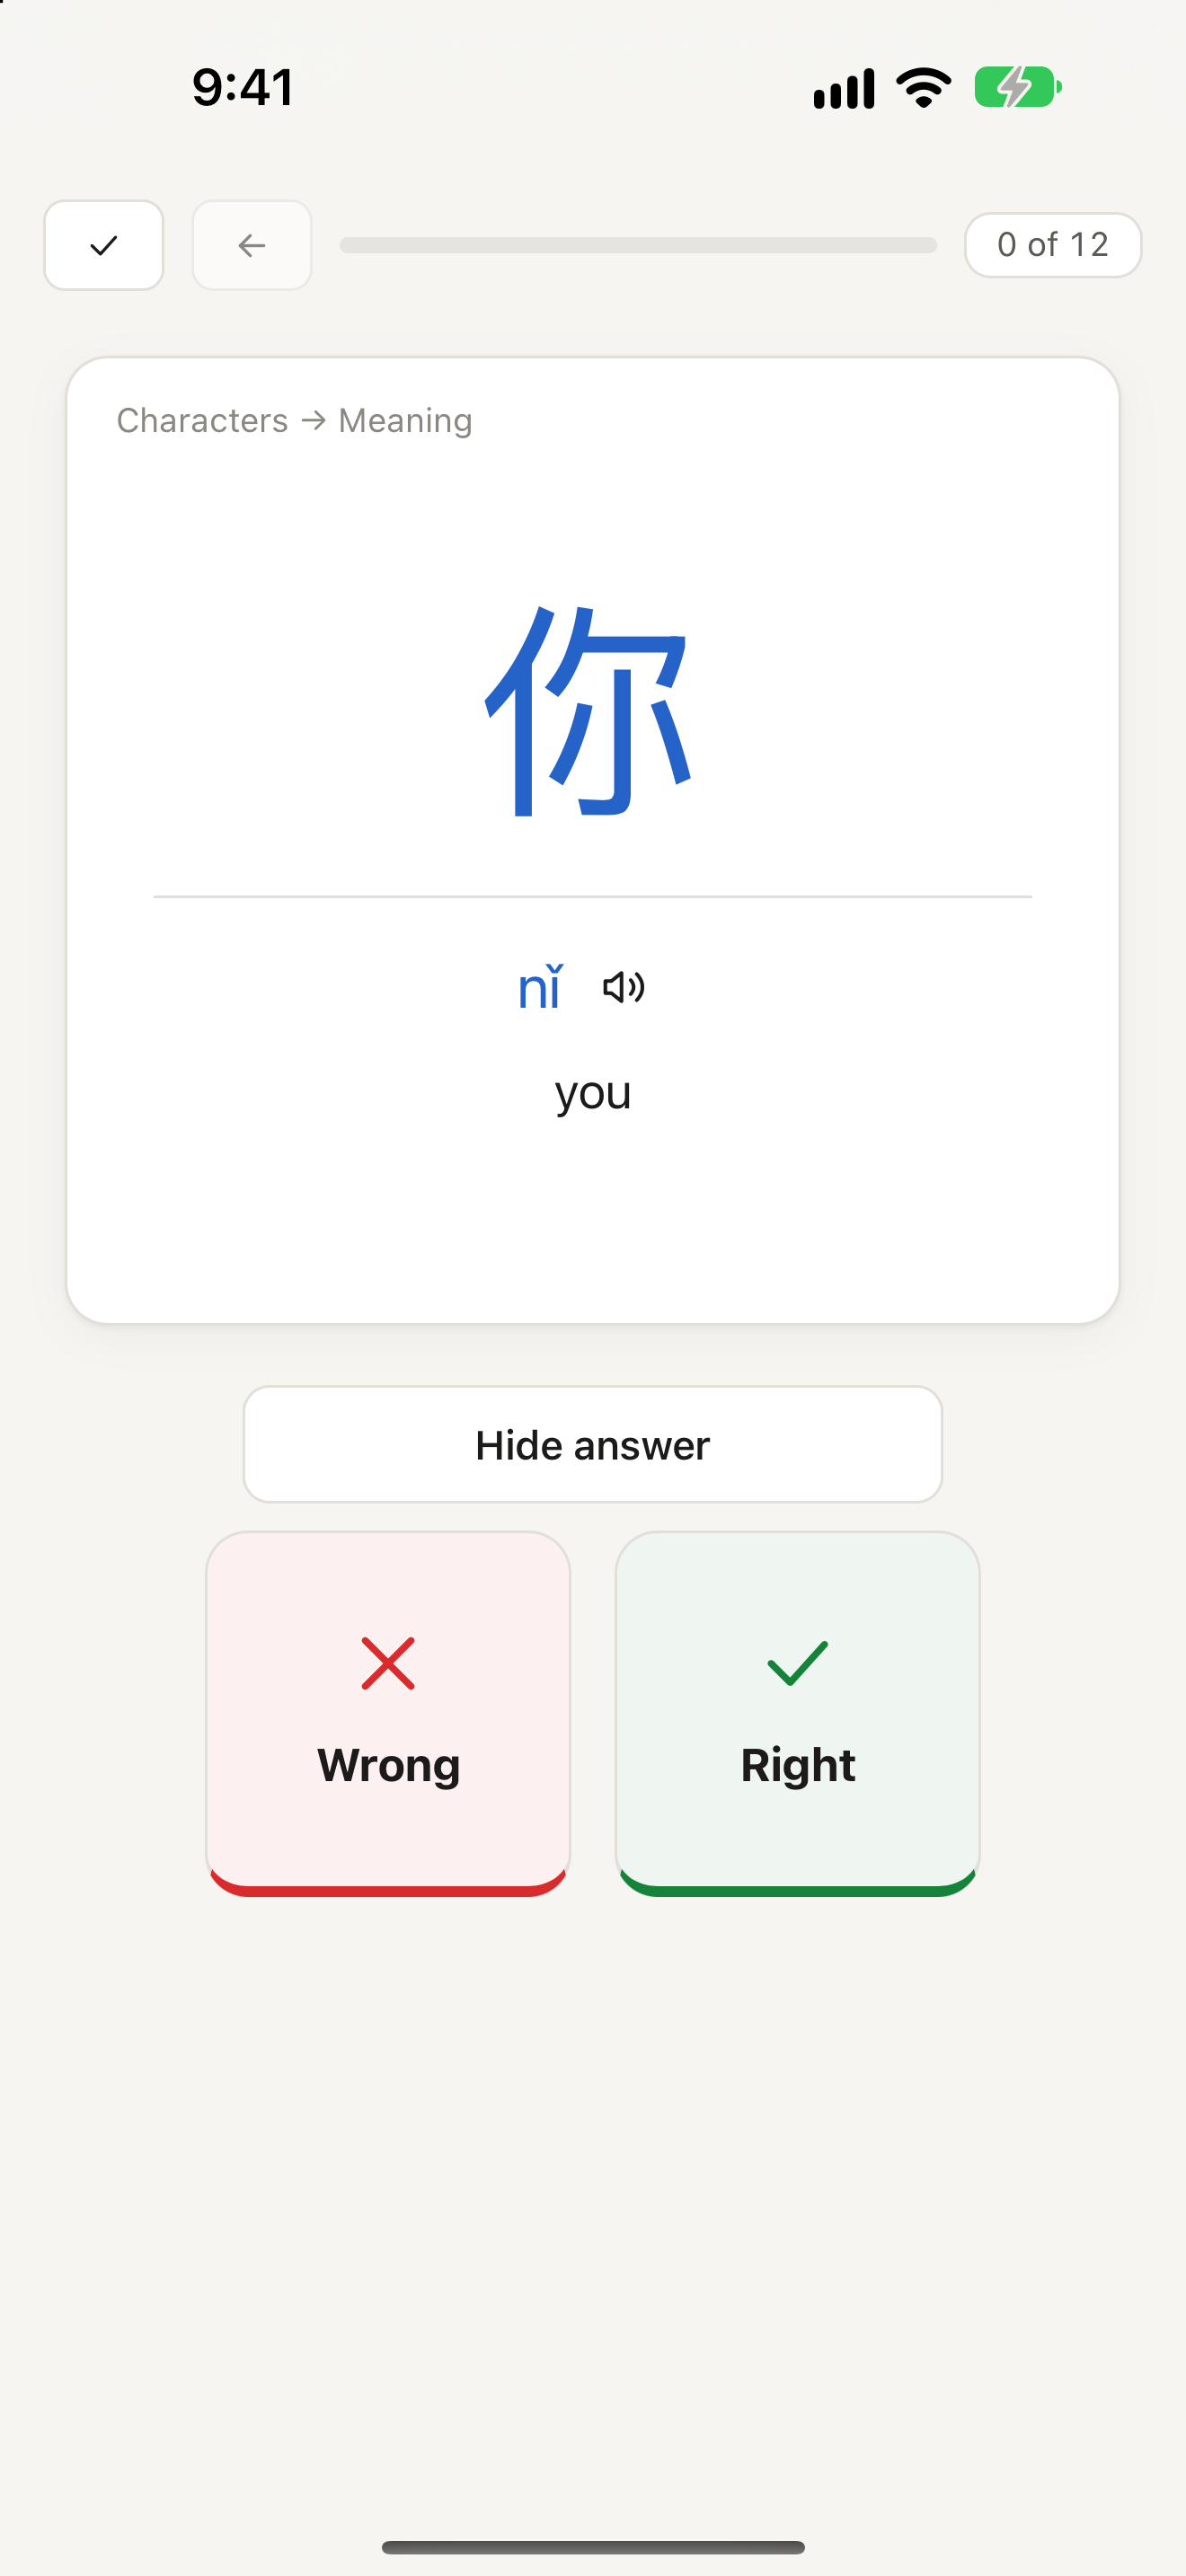 9:41
0 of 12
Characters → Meaning
你
nǐ
you
Hide answer
Wrong
Right